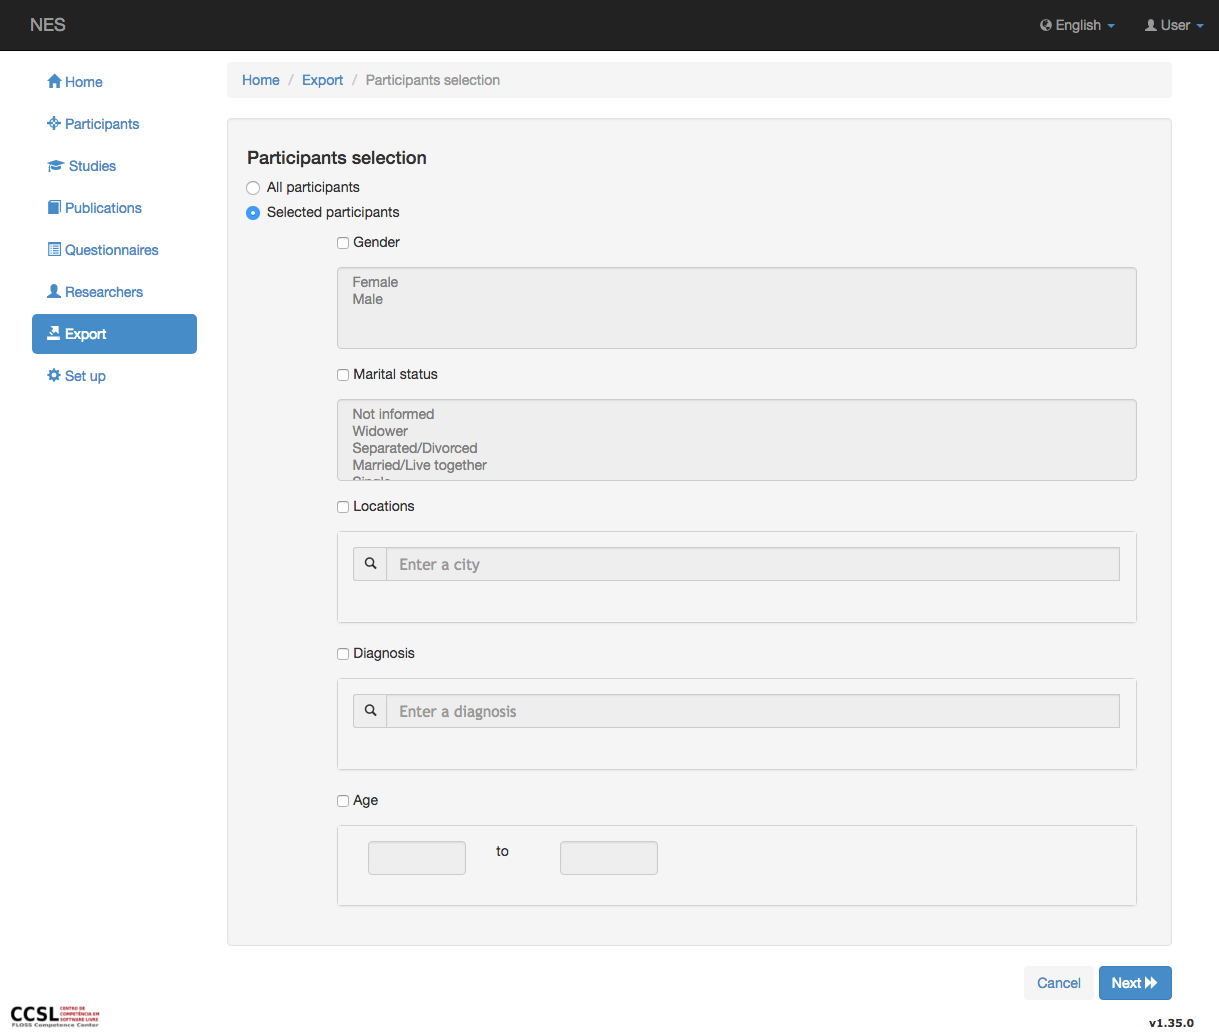 NES
English
User
Home
Participants
Studies
Publications
Questionnaires
Researchers
Export
Set up
Home / Export / Participants selection
Participants selection
All participants
Selected participants
Gender
Female
Male
Marital status
Not informed
Widower
Separated/Divorced
Married/Live together
Single
Locations
Enter a city
Diagnosis
Enter a diagnosis
Age
to
Cancel
Next
CCSL
CENTRO DE
COMPETÊNCIA EM
SOFTWARE LIVRE
FLOSS Competence Center
v1.35.0